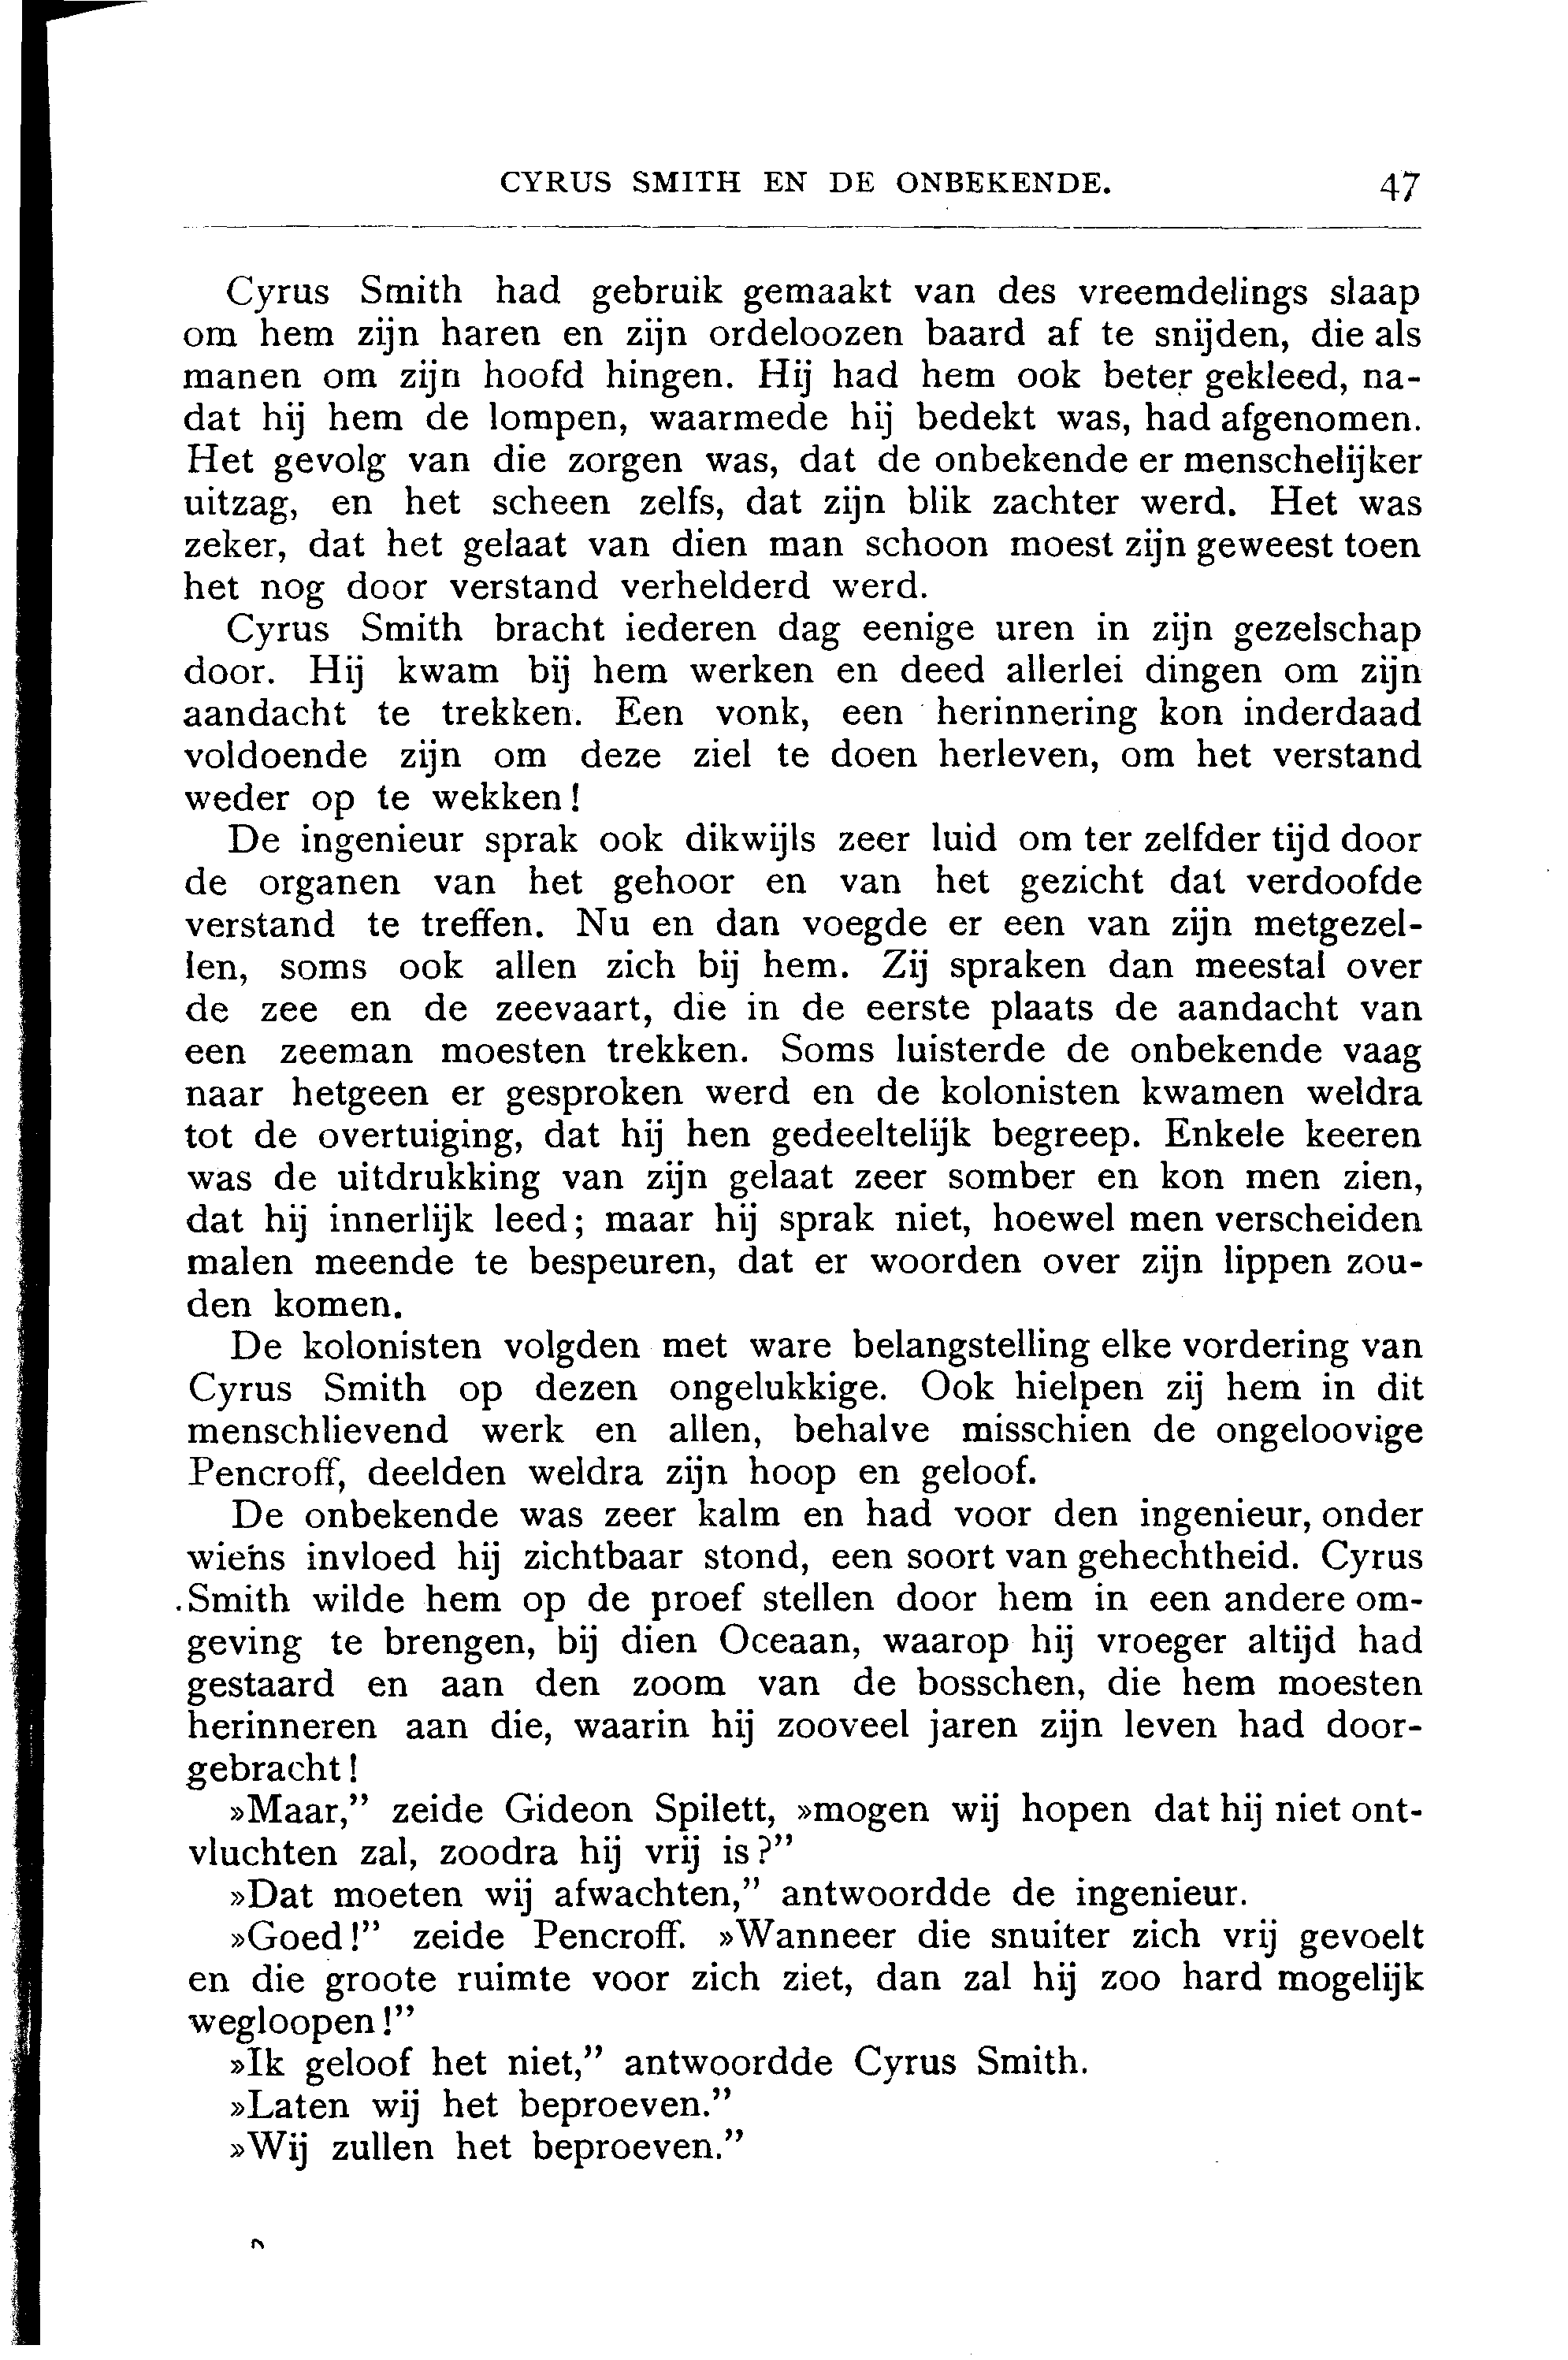 CYRUS SMITH EN DE ONBEKENDE. 47
Cyrus Smith had gebruik gemaakt van des vreemdelings slaap
om hem zijn haren en zijn ordeloozen baard af te snijden, die als
manen om zijn hoofd hingen. Hij had hem ook beter gekleed, na-
dat hij hem de lompen, waarmede hij bedekt was, had afgenomen.
Het gevolg van die zorgen was, dat de onbekende er menschelijker
uitzag, en het scheen zelfs, dat zijn blik zachter werd. Het was
zeker, dat het gelaat van dien man schoon moest zijn geweest toen
het nog door verstand verhelderd werd.
Cyrus Smith bracht iederen dag eenige uren in zijn gezelschap
door. Hij kwam bij hem werken en deed allerlei dingen om zijn
aandacht te trekken. Een vonk, een herinnering kon inderdaad
voldoende zijn om deze ziel te doen herleven, om het verstand
weder op te wekken!
De ingenieur sprak ook dikwijls zeer luid om ter zelfder tijd door
de organen van het gehoor en van het gezicht dat verdoofde
verstand te treffen. Nu en dan voegde er een van zijn metgezel-
len, soms ook allen zich bij hem. Zij spraken dan meestal over
de zee en de zeevaart, die in de eerste plaats de aandacht van
een zeeman moesten trekken. Soms luisterde de onbekende vaag
naar hetgeen er gesproken werd en de kolonisten kwamen weldra
tot de overtuiging, dat hij hen gedeeltelijk begreep. Enkele keeren
was de uitdrukking van zijn gelaat zeer somber en kon men zien,
dat hij innerlijk leed; maar hij sprak niet, hoewel men verscheiden
malen meende te bespeuren, dat er woorden over zijn lippen zou-
den komen.
De kolonisten volgden met ware belangstelling elke vordering van
Cyrus Smith op dezen ongelukkige. Ook hielpen zij hem in dit
menschlievend werk en allen, behalve misschien de ongeloovige
Pencroff, deelden weldra zijn hoop en geloof.
De onbekende was zeer kalm en had voor den ingenieur, onder
wiens invloed hij zichtbaar stond, een soort van gehechtheid. Cyrus
Smith wilde hem op de proef stellen door hem in een andere om-
geving te brengen, bij dien Oceaan, waarop hij vroeger altijd had
gestaard en aan den zoom van de bosschen, die hem moesten
herinneren aan die, waarin hij zooveel jaren zijn leven had door-
gebracht!
»Maar,” zeide Gideon Spilett, »mogen wij hopen dat hij niet ont-
vluchten zal, zoodra hij vrij is?”
»Dat moeten wij afwachten,” antwoordde de ingenieur.
»Goed!” zeide Pencroff. »Wanneer die snuiter zich vrij gevoelt
en die groote ruimte voor zich ziet, dan zal hij zoo hard mogelijk
wegloopen!”
»Ik geloof het niet,” antwoordde Cyrus Smith.
»Laten wij het beproeven.”
»Wij zullen het beproeven.”